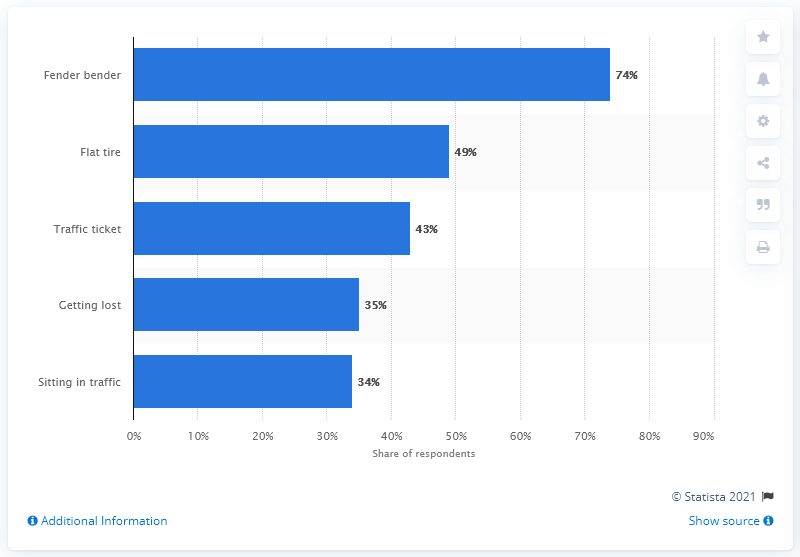 Fender bender
74%
Flat tire
49%
Traffic ticket
43%
Getting lost
35%
Sitting in traffic
34%
0% 10% 20% 30% 40% 50% 60% 70% 80% 90%
Share of respondents
© Statista 2021
Additional Information
Show source